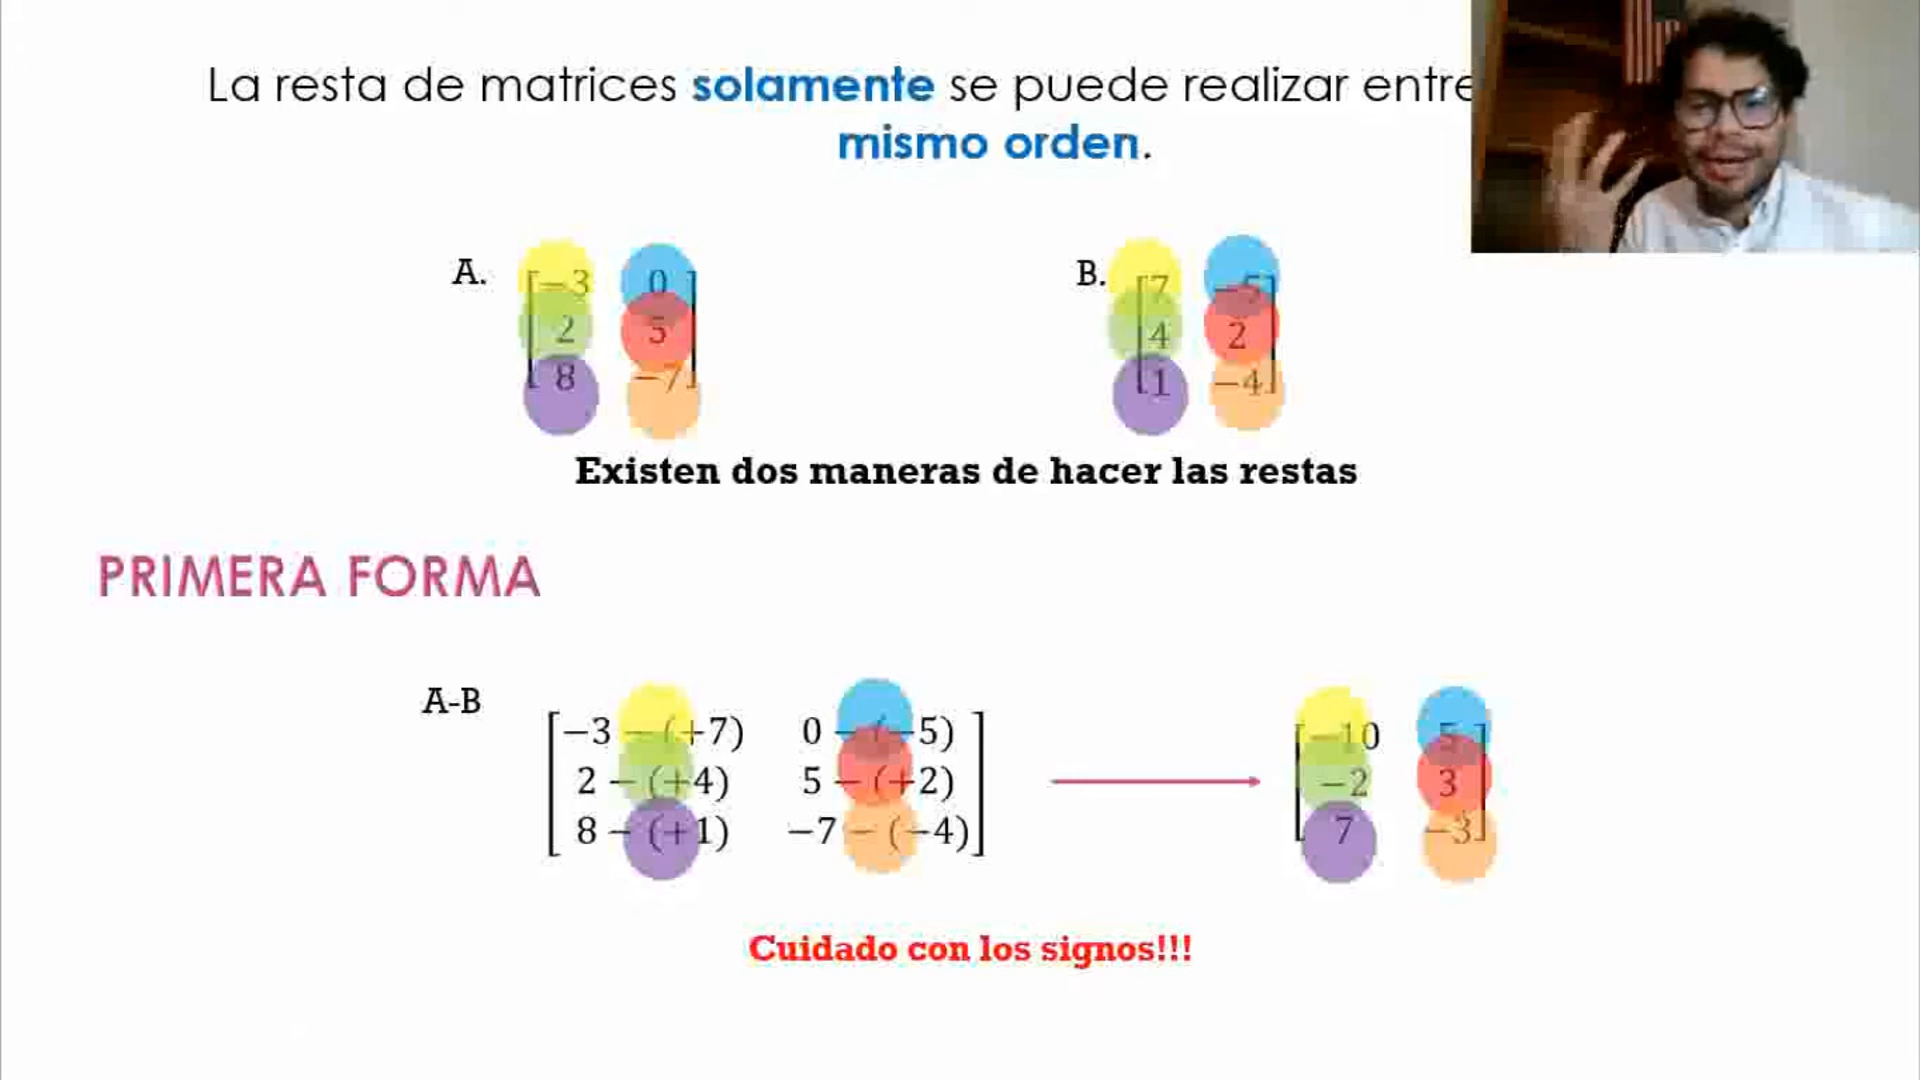 La resta de matrices solamente se puede realizar entre
mismo orden.
A. [−3 0]
[2 5]
[8 −7]
B. [7 −5]
[4 2]
[1 −4]
Existen dos maneras de hacer las restas
PRIMERA FORMA
A-B
[−3 − (+7) 0 − (−5)]
[2 − (+4) 5 − (+2)]
[8 − (+1) −7 − (−4)]
[−10 5]
[−2 3]
[7 −3]
Cuidado con los signos!!!